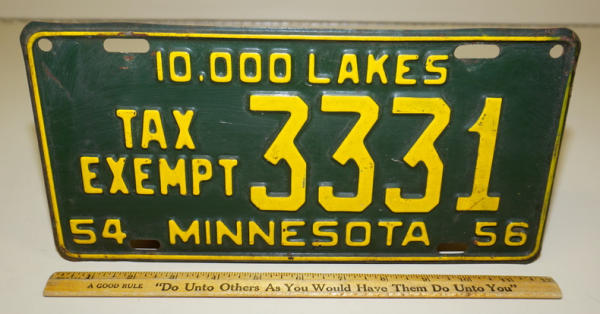 10,000 LAKES
TAX
EXEMPT 3331
54 MINNESOTA 56
A GOOD RULE "Do Unto Others As You Would Have Them Do Unto You"